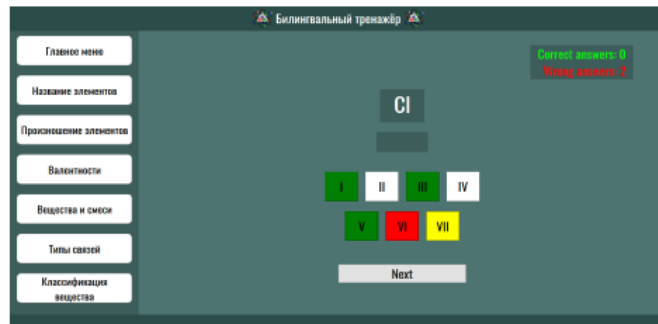 Билингвальный тренажёр
Главное меню
Название элементов
Произношение элементов
Валентности
Вещества и смеси
Типы связей
Классификация
вещества
Correct answers: 0
Wrong answers: 2
Cl
I II III IV
V VI VII
Next